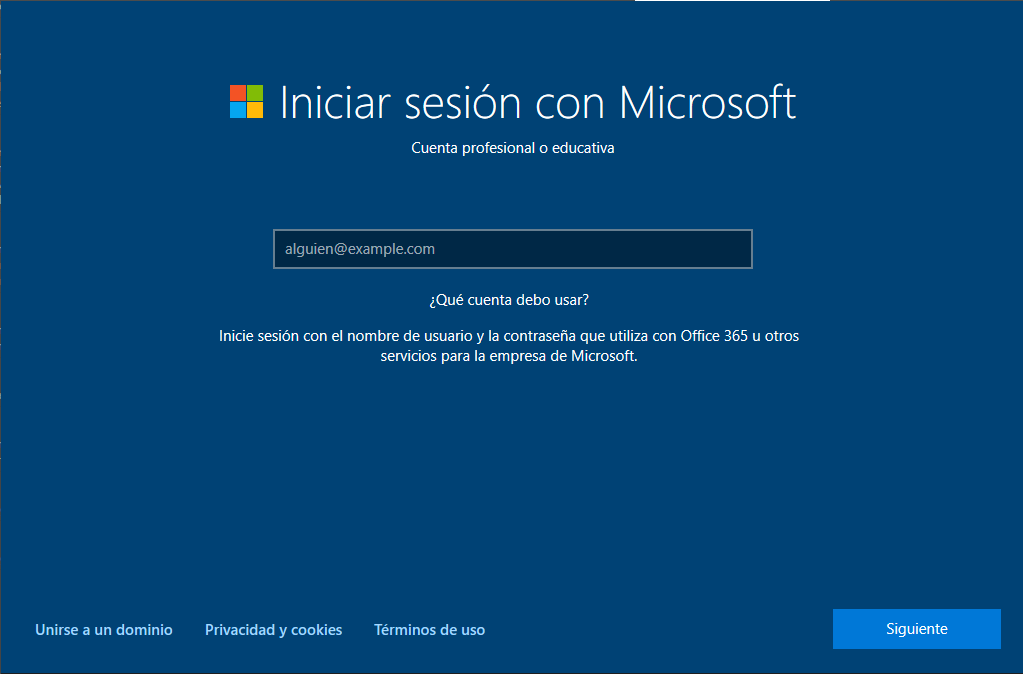 Iniciar sesión con Microsoft
Cuenta profesional o educativa
alguien@example.com
¿Qué cuenta debo usar?
Inicie sesión con el nombre de usuario y la contraseña que utiliza con Office 365 u otros
servicios para la empresa de Microsoft.
Unirse a un dominio Privacidad y cookies Términos de uso Siguiente